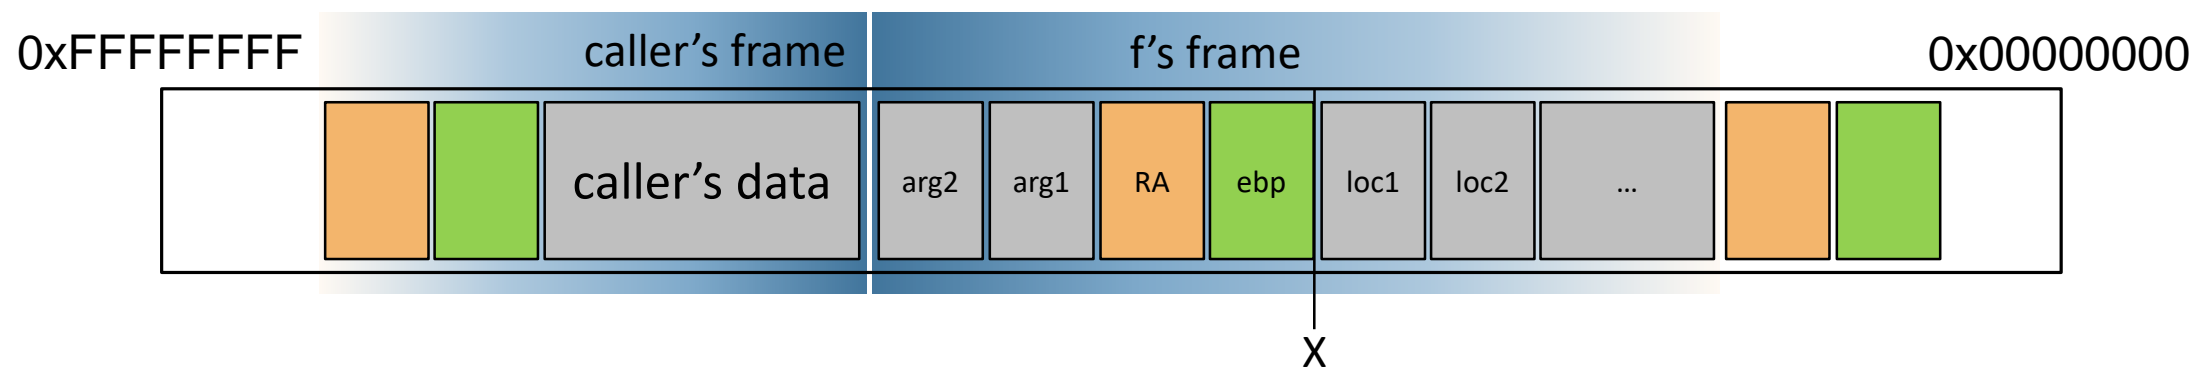 0xFFFFFFFF caller's frame f's frame 0x00000000
caller's data arg2 arg1 RA ebp loc1 loc2 ...
X